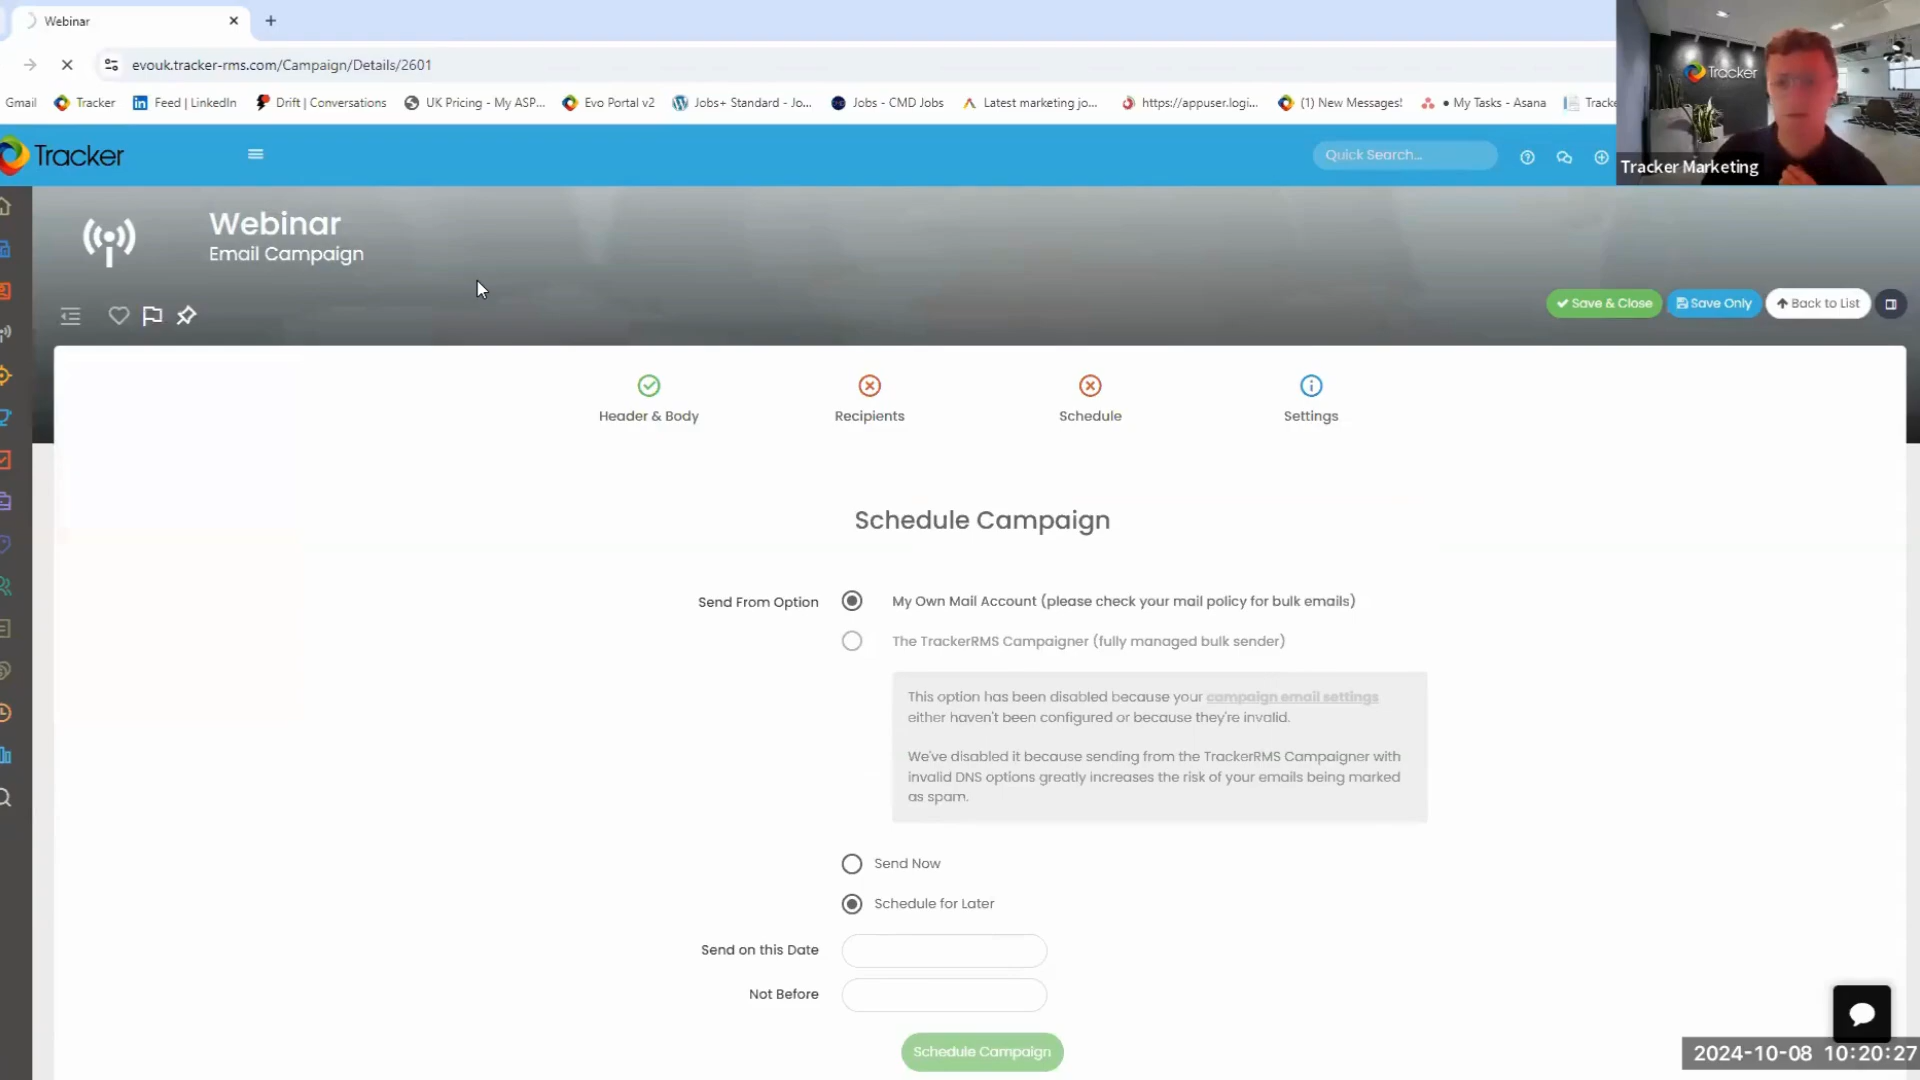 Webinar
evouk.tracker-rms.com/Campaign/Details/2601
Gmail
Tracker
Feed | LinkedIn
Drift | Conversations
UK Pricing - My ASP...
Evo Portal v2
Jobs+ Standard - Jo...
Jobs - CMD Jobs
Latest marketing jo...
https://appuser.logi...
(1) New Messages!
• My Tasks - Asana
Tracke
Tracker
Tracker
Quick Search...
Tracker Marketing
Webinar
Email Campaign
Save & Close
Save Only
Back to List
Header & Body
Recipients
Schedule
Settings
Schedule Campaign
Send From Option
My Own Mail Account (please check your mail policy for bulk emails)
The TrackerRMS Campaigner (fully managed bulk sender)
This option has been disabled because your campaign email settings
either haven't been configured or because they're invalid.
We've disabled it because sending from the TrackerRMS Campaigner with
invalid DNS options greatly increases the risk of your emails being marked
as spam.
Send Now
Schedule for Later
Send on this Date
Not Before
Schedule Campaign
2024-10-08 10:20:27